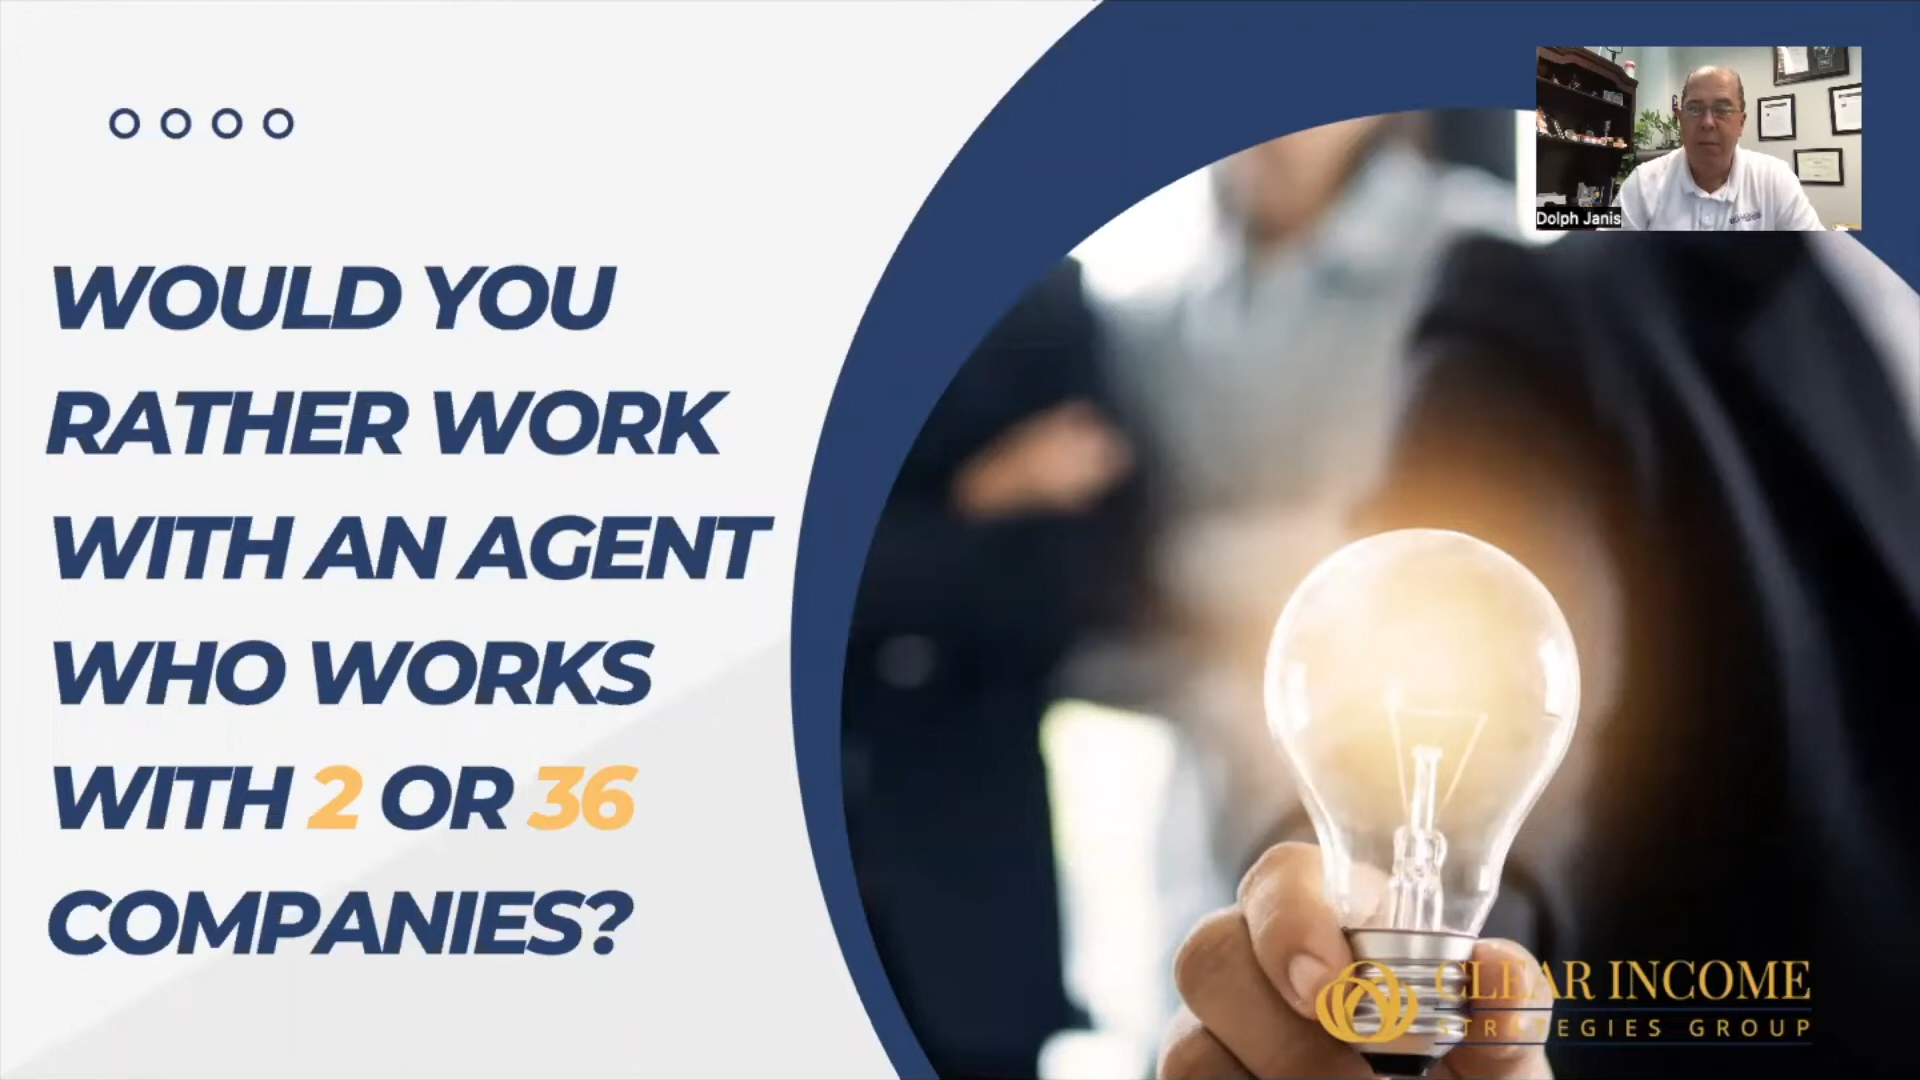 Dolph Janis
WOULD YOU
RATHER WORK
WITH AN AGENT
WHO WORKS
WITH 2 OR 36
COMPANIES?
CLEAR INCOME
STRATEGIES GROUP